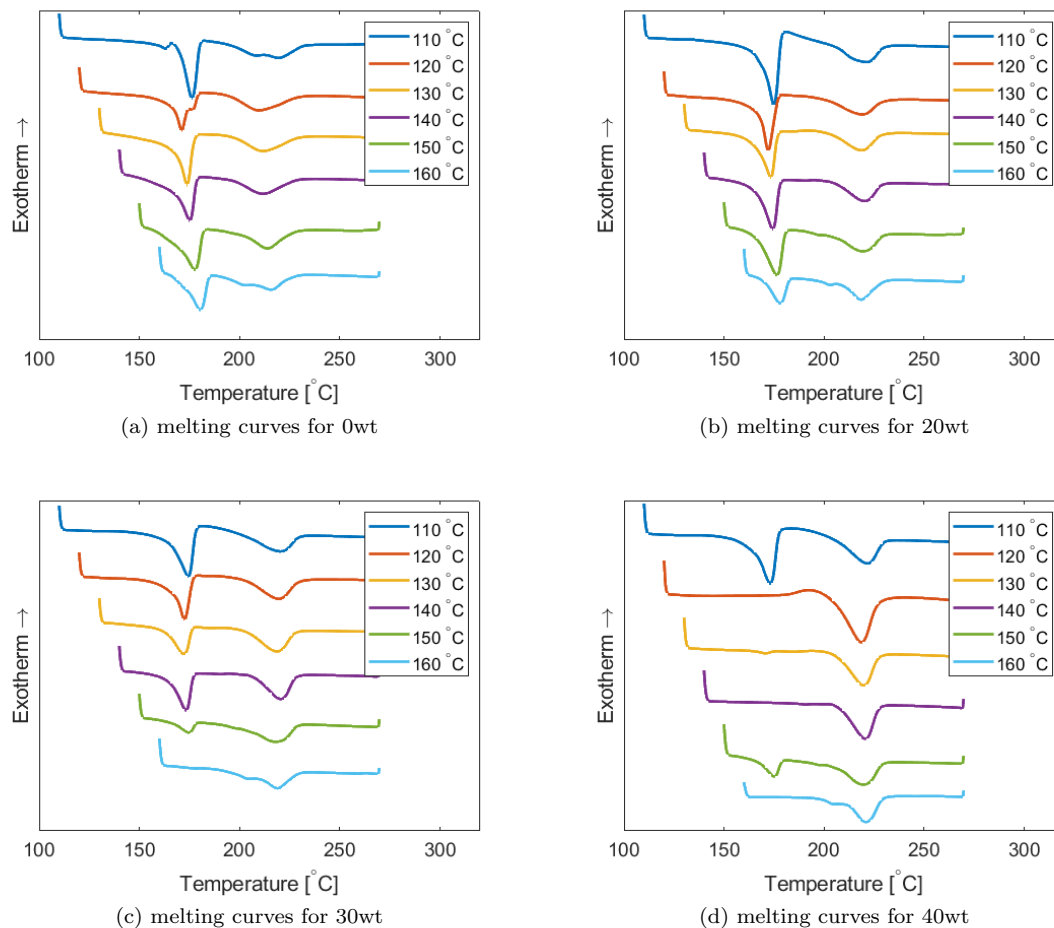 110 °C
120 °C
130 °C
140 °C
150 °C
160 °C
Exotherm →
100 150 200 250 300
Temperature [°C]
(a) melting curves for 0wt
110 °C
120 °C
130 °C
140 °C
150 °C
160 °C
Exotherm →
100 150 200 250 300
Temperature [°C]
(b) melting curves for 20wt
110 °C
120 °C
130 °C
140 °C
150 °C
160 °C
Exotherm →
100 150 200 250 300
Temperature [°C]
(c) melting curves for 30wt
110 °C
120 °C
130 °C
140 °C
150 °C
160 °C
Exotherm →
100 150 200 250 300
Temperature [°C]
(d) melting curves for 40wt